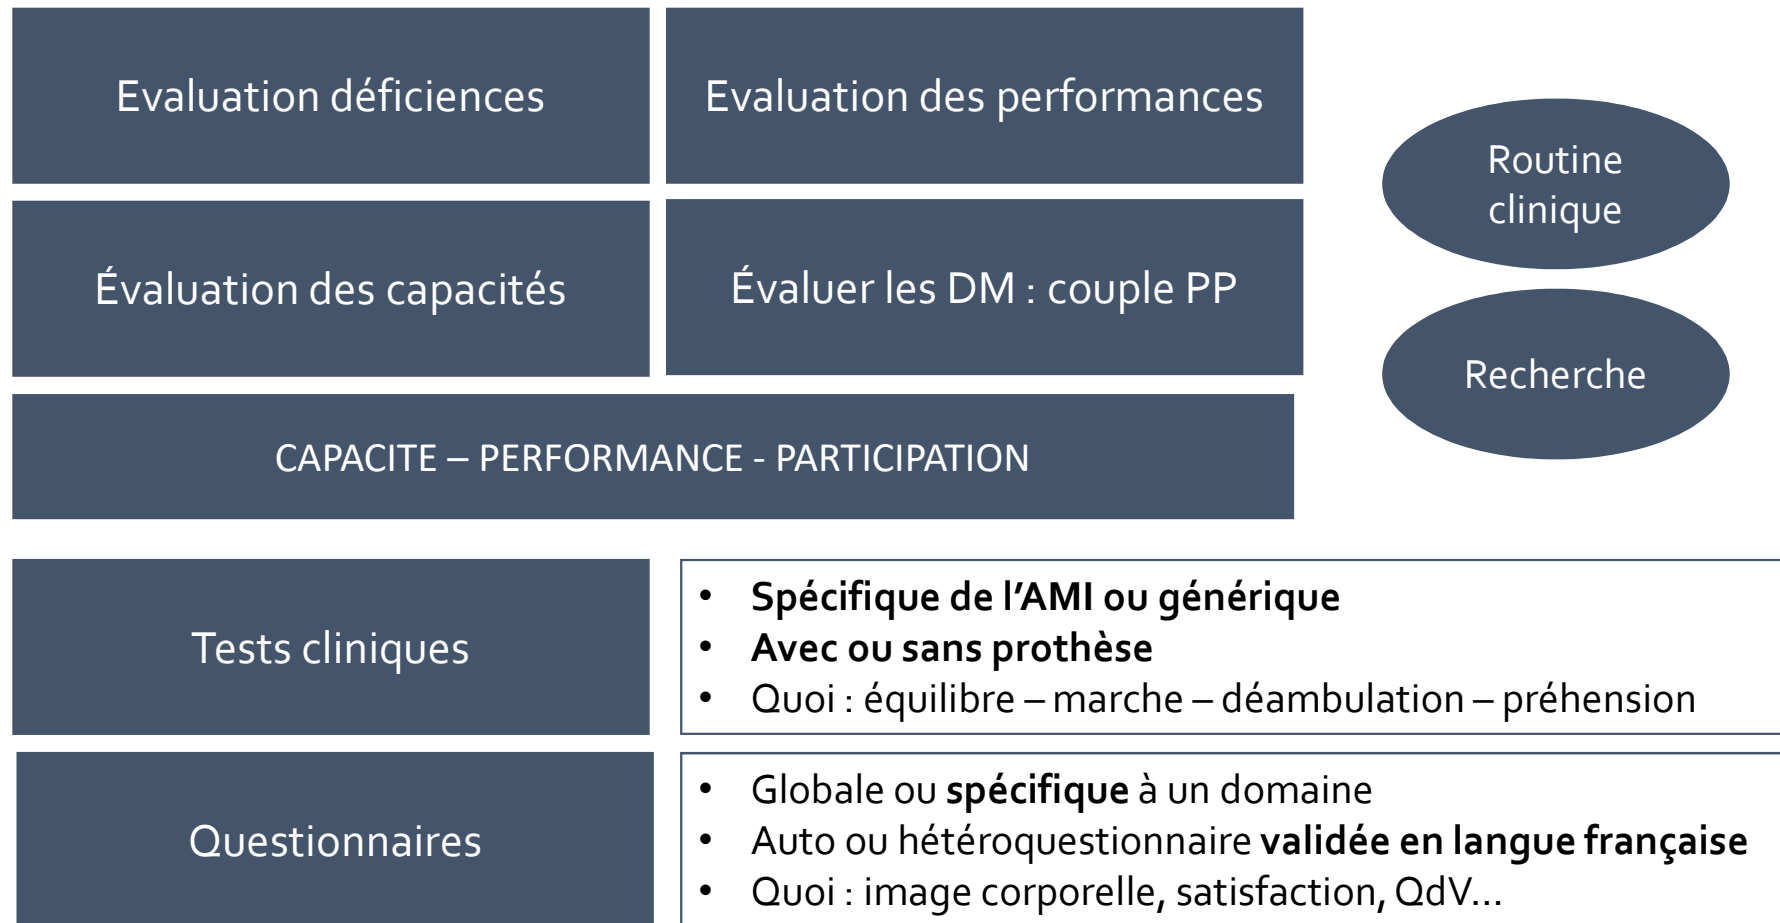 Evaluation déficiences
Evaluation des performances
Évaluation des capacités
Évaluer les DM : couple PP
CAPACITE – PERFORMANCE - PARTICIPATION
Routine
clinique
Recherche
Tests cliniques
• Spécifique de l’AMI ou générique
• Avec ou sans prothèse
• Quoi : équilibre – marche – déambulation – préhension
Questionnaires
• Globale ou spécifique à un domaine
• Auto ou hétéroquestionnaire validée en langue française
• Quoi : image corporelle, satisfaction, QdV...